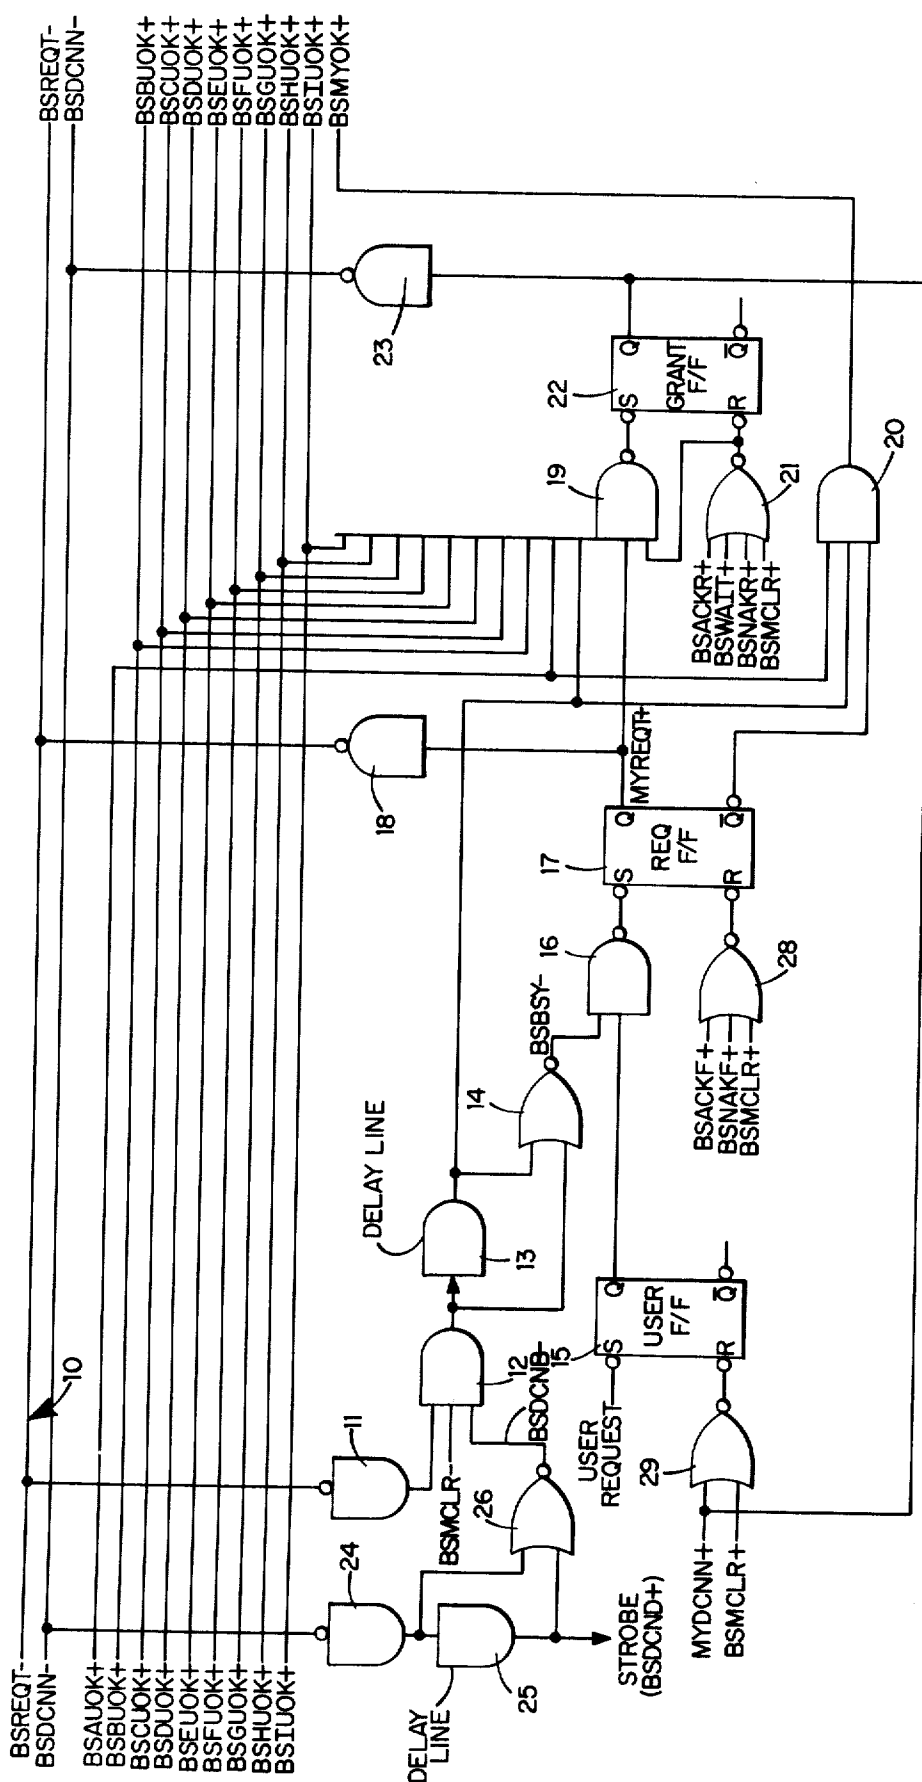 BSREQT-
BSDCNN-
BSAUOK+
BSBUOK+
BSCUOK+
BSDUOK+
BSEUOK+
BSFUOK+
BSGUOK+
BSHUOK+
BSIUOK+
BSREQT-
BSDCNN-
BSBUOK+
BSCUOK+
BSDUOK+
BSEUOK+
BSFUOK+
BSGUOK+
BSHUOK+
BSIUOK+
BSMYOK+
10
11
24
DELAY
LINE
25
STROBE
(BSDCND+)
26
BSMCLR-
BSDCNB-
12
DELAY LINE
13
14
BSBSY-
USER
REQUEST
15
S
Q
USER
F/F
R
Q
MYDCNN+
BSMCLR+
29
16
17
S
Q
REQ
F/F
R
Q
MYREQT+
BSACKF+
BSNAKF+
BSMCLR+
28
18
19
BSACKR+
BSWAIT+
BSNAKR+
BSMCLR+
21
22
S
Q
GRANT
F/F
R
Q
23
20